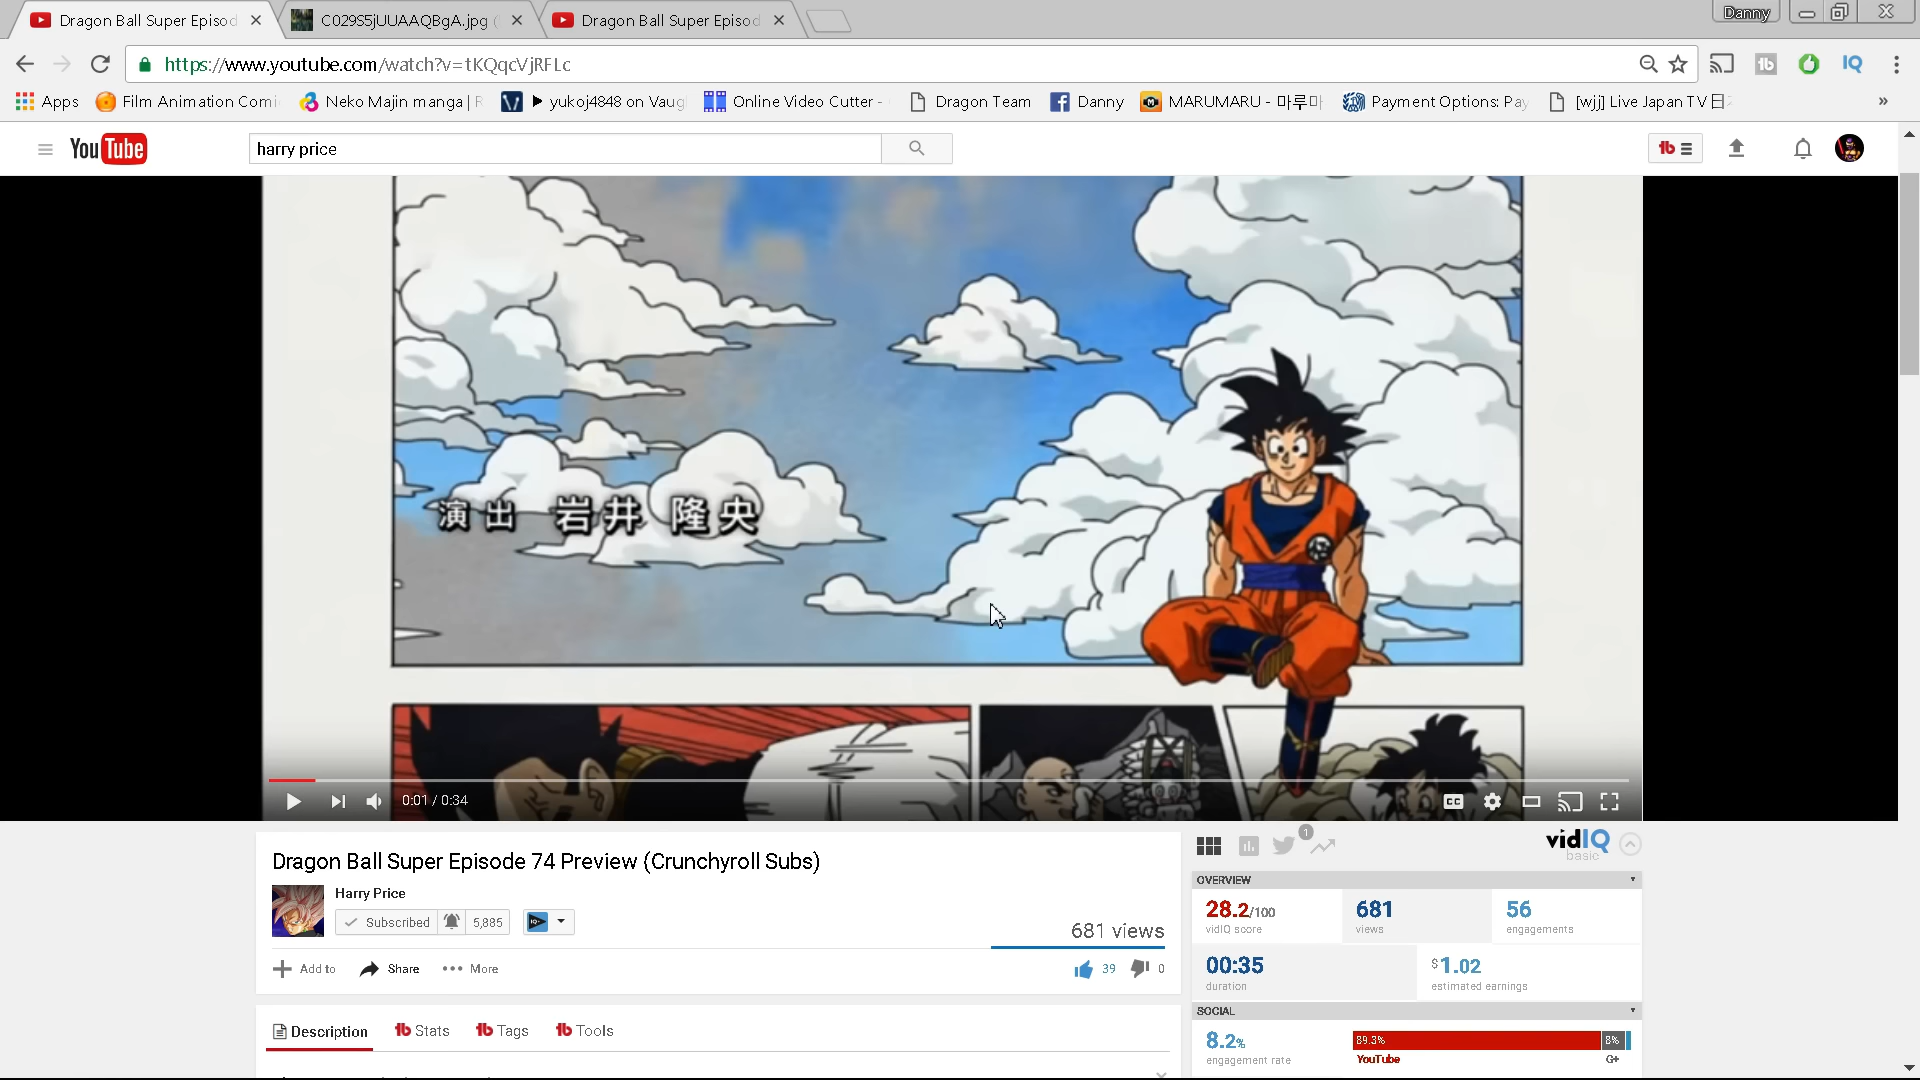 Dragon Ball Super Episod
C029S5jUUAAQBgA.jpg (
Dragon Ball Super Episod
Danny
https://www.youtube.com/watch?v=tKQqcVjRFLc
Apps
Film Animation Comi
Neko Majin manga | R
yukoj4848 on Vaug
Online Video Cutter -
Dragon Team
Danny
MARUMARU - 마루마
Payment Options: Pay
[wjj] Live Japan TV 日
»
YouTube
harry price
演出 岩井 隆央
0:01 / 0:34
CC
Dragon Ball Super Episode 74 Preview (Crunchyroll Subs)
Harry Price
Subscribed
5,885
681 views
Add to
Share
More
39
0
Description
Stats
Tags
Tools
1
vidIQ
basic
OVERVIEW
28.2/100
vidIQ score
681
views
56
engagements
00:35
duration
$1.02
estimated earnings
SOCIAL
8.2%
engagement rate
89.3%
8%
YouTube
G+